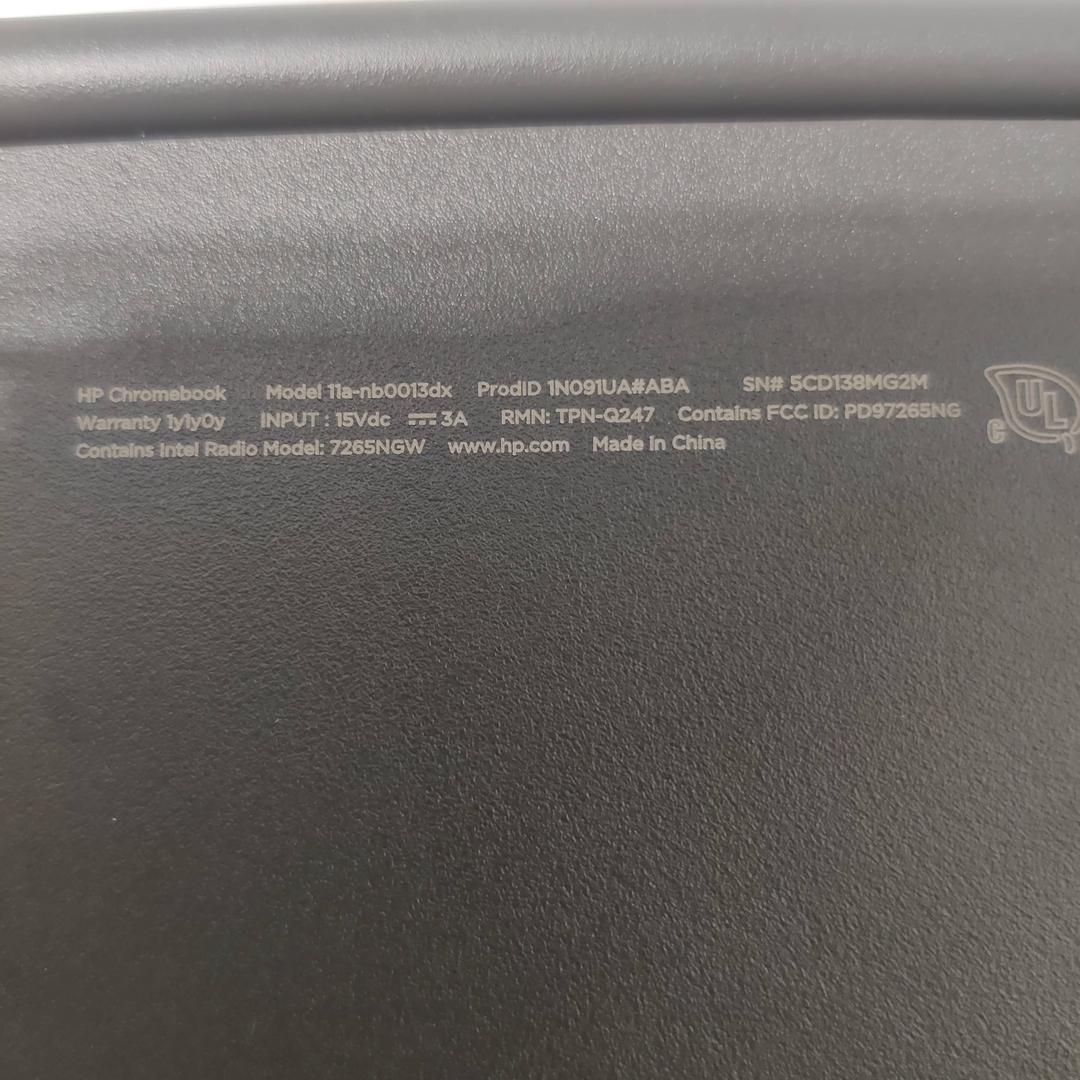 HP Chromebook Model 11a-nb0013dx ProdID 1N091UA#ABA SN# 5CD138MG2M
Warranty 1y1y0y INPUT : 15Vdc ⎓ 3A RMN: TPN-Q247 Contains FCC ID: PD97265NG
Contains Intel Radio Model: 7265NGW www.hp.com Made in China
c UL